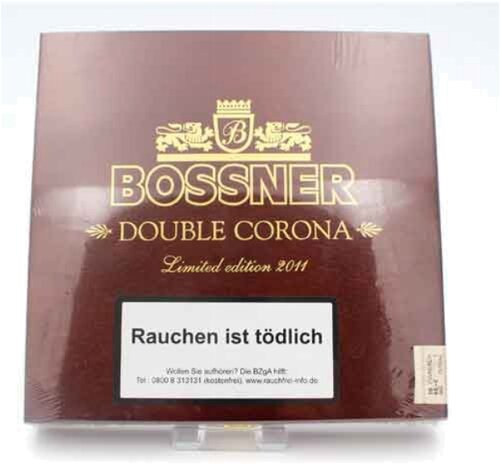 B
BOSSNER
DOUBLE CORONA
Limited edition 2011
Rauchen ist tödlich
Wollen Sie aufhören? Die BZgA hilft:
Tel.: 0800 8 313131 (kostenfrei), www.rauchfrei-info.de